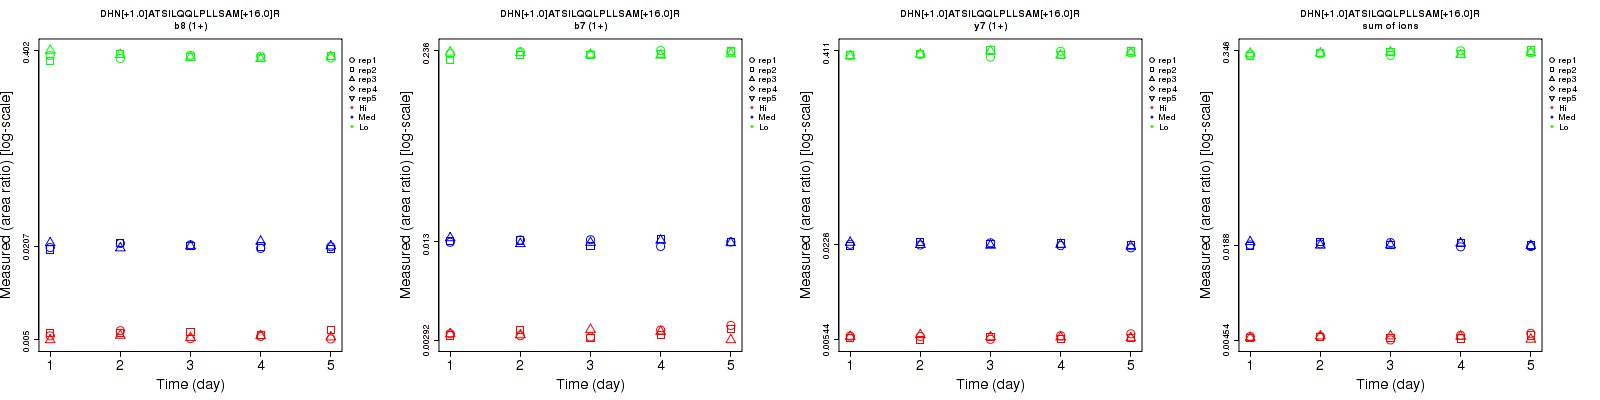 DHN[+1.0]ATSILQQLPLLSAM[+16.0]R
b8 (1+)
Measured (area ratio) [log-scale]
0.402
0.0207
0.005
1 2 3 4 5
Time (day)
rep1
rep2
rep3
rep4
rep5
Hi
Med
Lo
DHN[+1.0]ATSILQQLPLLSAM[+16.0]R
b7 (1+)
Measured (area ratio) [log-scale]
0.236
0.013
0.00292
1 2 3 4 5
Time (day)
rep1
rep2
rep3
rep4
rep5
Hi
Med
Lo
DHN[+1.0]ATSILQQLPLLSAM[+16.0]R
y7 (1+)
Measured (area ratio) [log-scale]
0.411
0.0226
0.00544
1 2 3 4 5
Time (day)
rep1
rep2
rep3
rep4
rep5
Hi
Med
Lo
DHN[+1.0]ATSILQQLPLLSAM[+16.0]R
sum of ions
Measured (area ratio) [log-scale]
0.346
0.0188
0.00454
1 2 3 4 5
Time (day)
rep1
rep2
rep3
rep4
rep5
Hi
Med
Lo